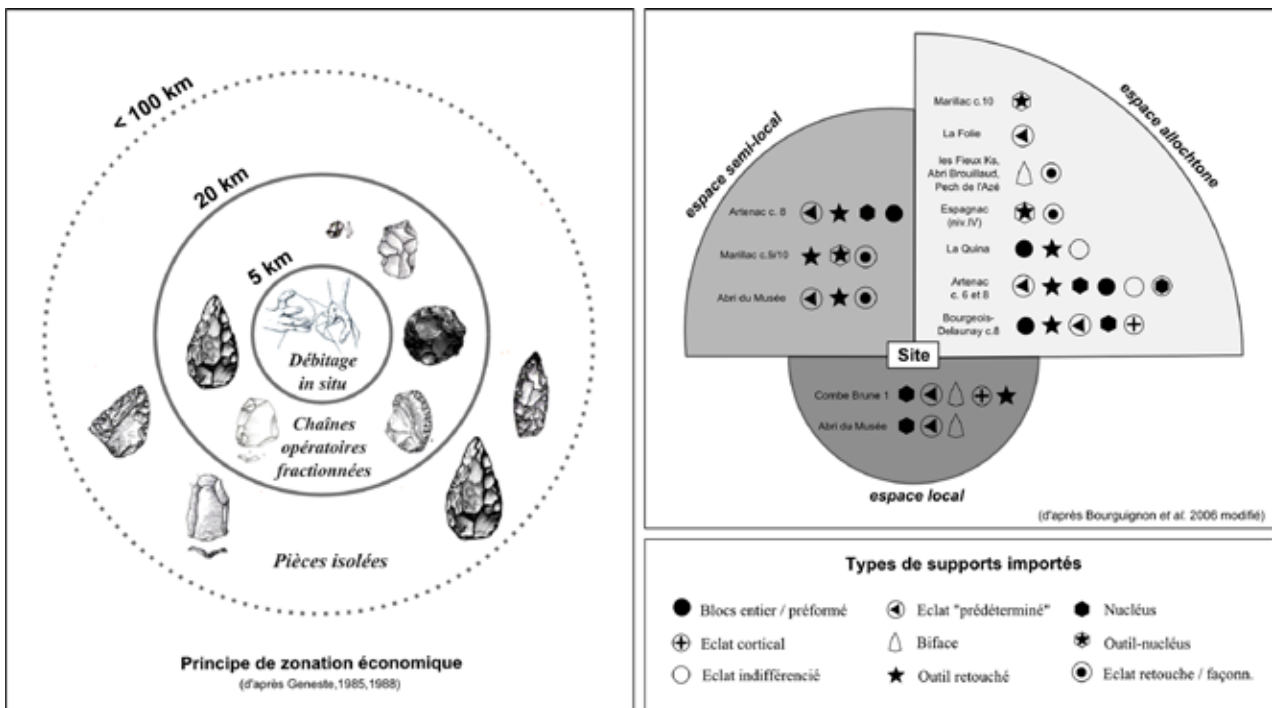 < 100 km
20 km
5 km
Débitage
in situ
Chaînes
opératoires
fractionnées
Pièces isolées
Principe de zonation économique
(d'après Geneste,1985,1988)
espace semi-local
espace allochtone
Marillac c.10
La Folie
les Fieux Ks,
Abri Brouillaud,
Pech de l'Azé
Espagnac
(niv.IV)
La Quina
Artenac
c. 6 et 8
Bourgeois-
Delaunay c.8
Artenac c. 8
Marillac c.9/10
Abri du Musée
Site
Combe Brune 1
Abri du Musée
espace local
(d'après Bourguignon et al. 2006 modifié)
Types de supports importés
Blocs entier / préformé
Eclat "prédéterminé"
Nucléus
Eclat cortical
Biface
Outil-nucléus
Eclat indifférencié
Outil retouché
Eclat retouche / façonn.